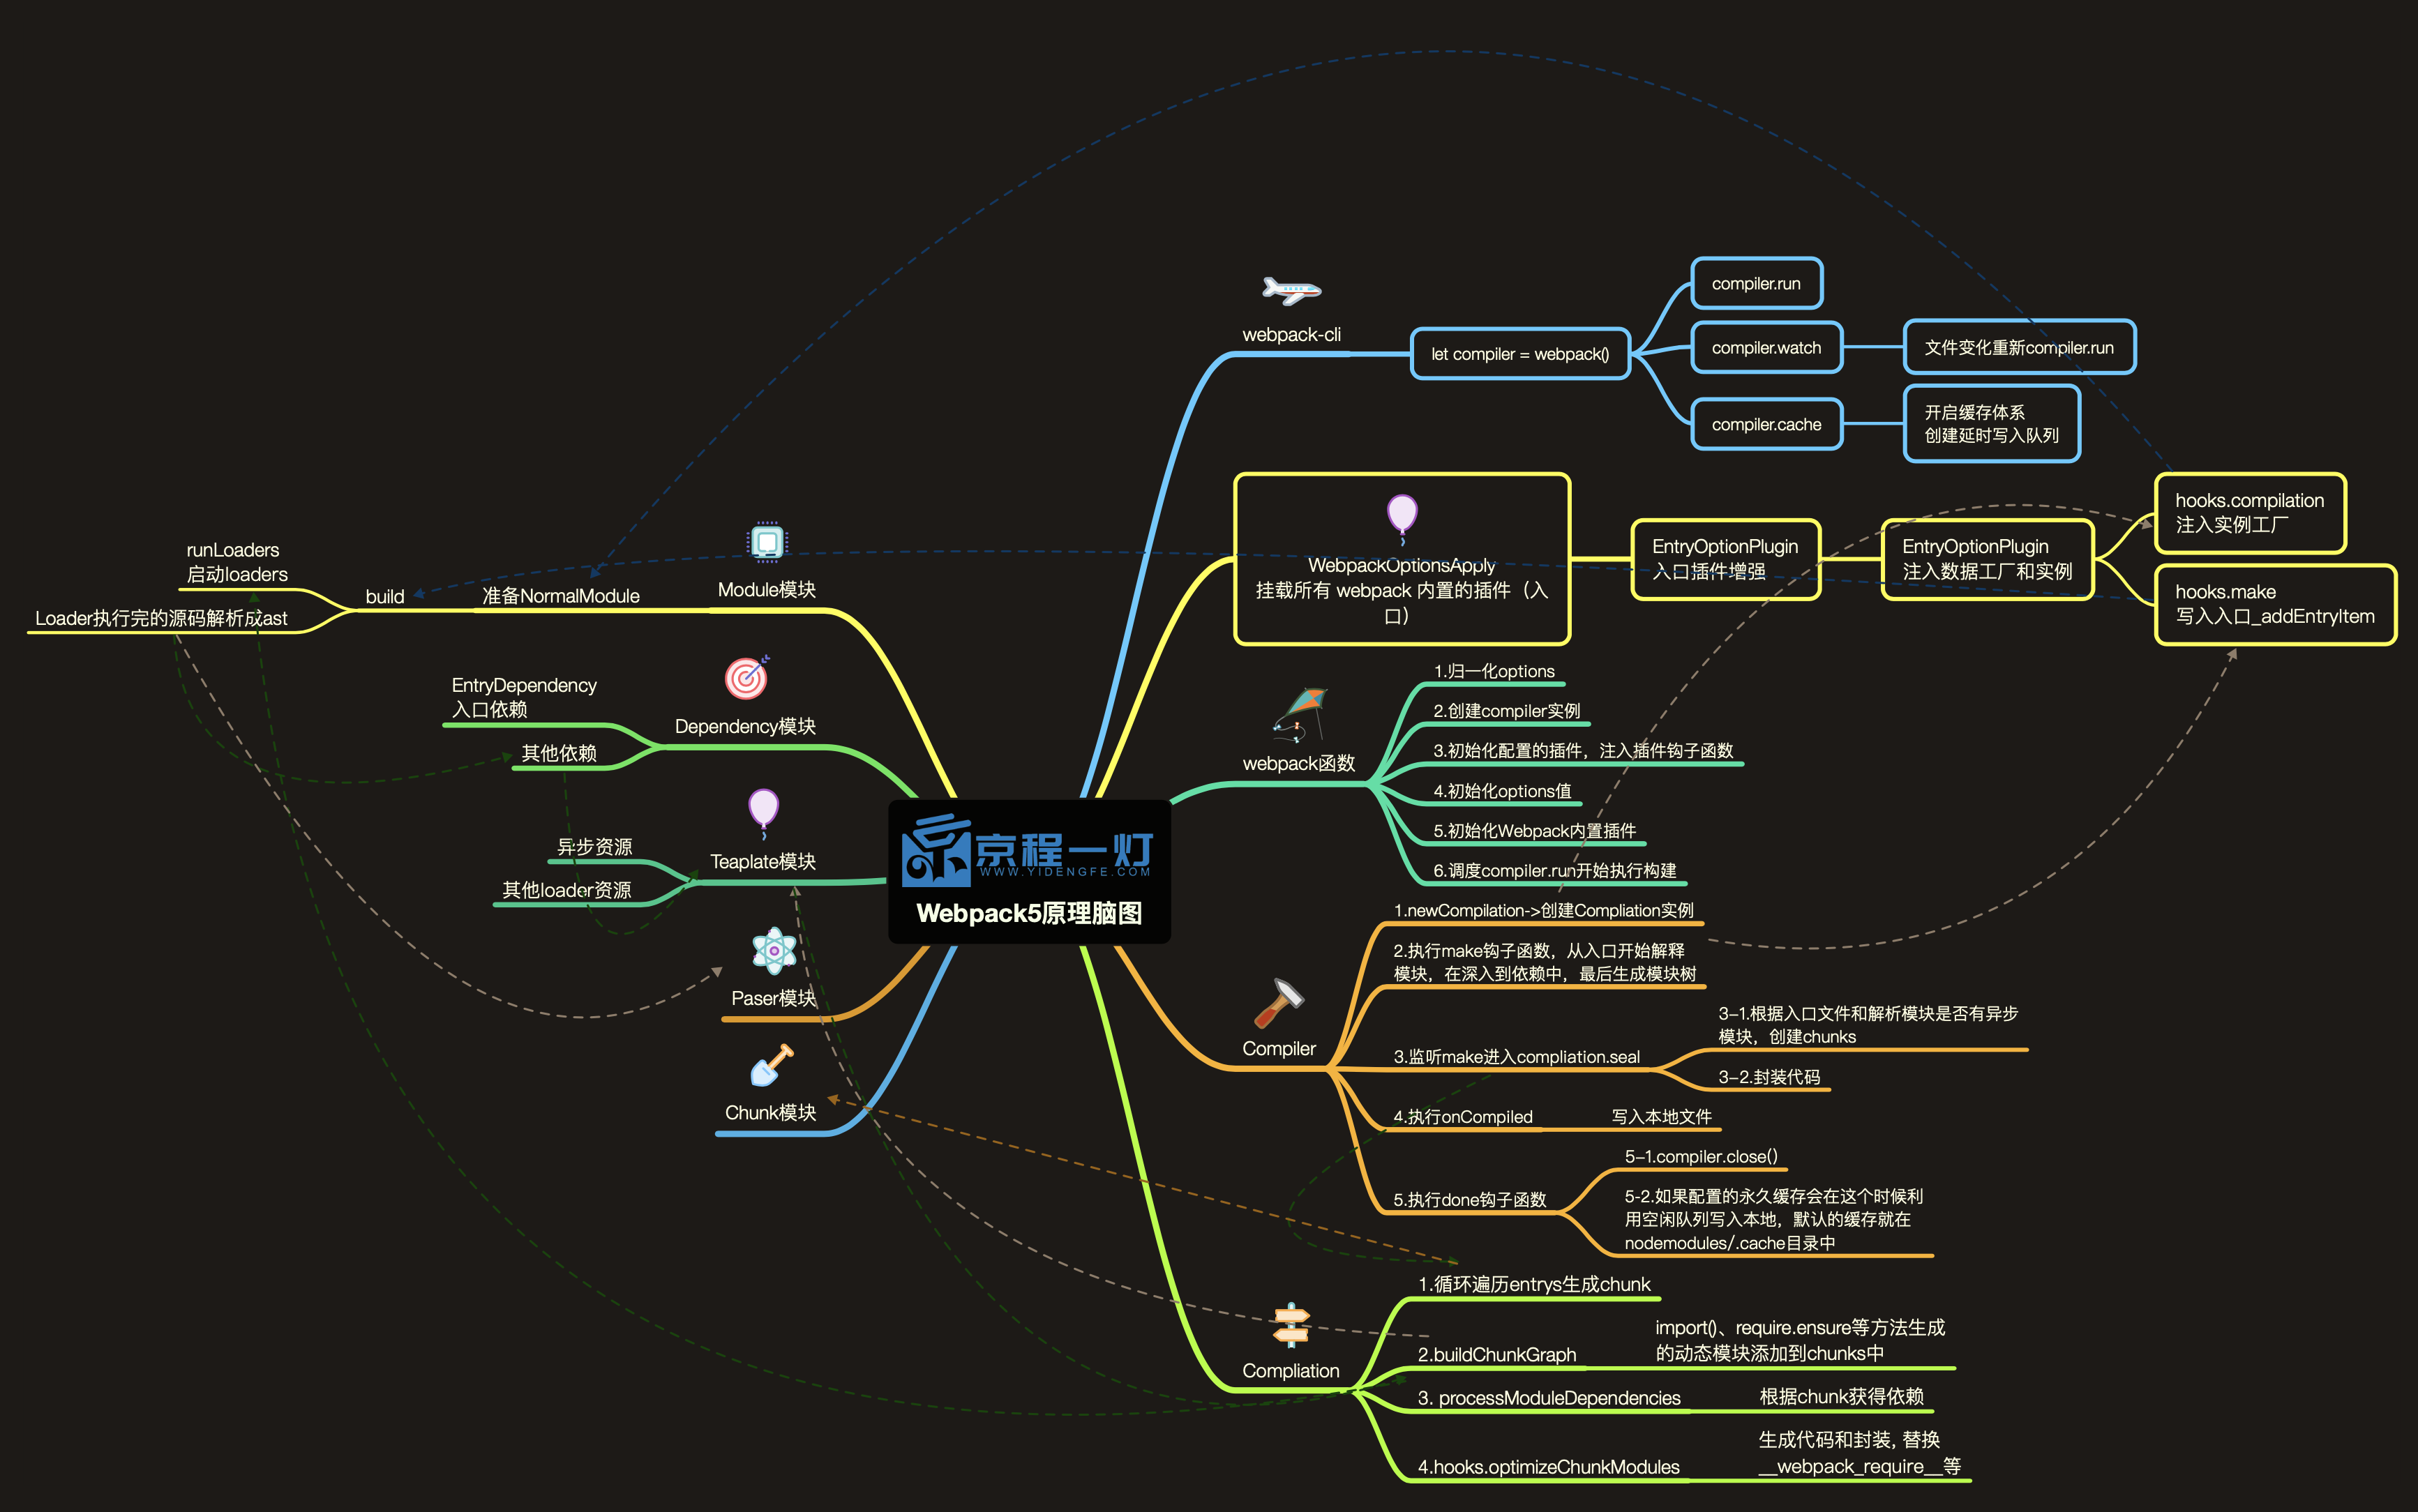 webpack-cli
let compiler = webpack()
compiler.run
compiler.watch
文件变化重新compiler.run
compiler.cache
开启缓存体系
创建延时写入队列
WebpackOptionsApply
挂载所有 webpack 内置的插件（入
口）
EntryOptionPlugin
入口插件增强
EntryOptionPlugin
注入数据工厂和实例
hooks.compilation
注入实例工厂
hooks.make
写入入口_addEntryItem
webpack函数
1.归一化options
2.创建compiler实例
3.初始化配置的插件，注入插件钩子函数
4.初始化options值
5.初始化Webpack内置插件
6.调度compiler.run开始执行构建
Compiler
1.newCompilation->创建Compliation实例
2.执行make钩子函数，从入口开始解释
模块，在深入到依赖中，最后生成模块树
3.监听make进入compliation.seal
3-1.根据入口文件和解析模块是否有异步
模块，创建chunks
3-2.封装代码
4.执行onCompiled
写入本地文件
5.执行done钩子函数
5-1.compiler.close()
5-2.如果配置的永久缓存会在这个时候利
用空闲队列写入本地，默认的缓存就在
nodemodules/.cache目录中
Compliation
1.循环遍历entrys生成chunk
2.buildChunkGraph
import()、require.ensure等方法生成
的动态模块添加到chunks中
3. processModuleDependencies
根据chunk获得依赖
4.hooks.optimizeChunkModules
生成代码和封装, 替换
__webpack_require__等
京程一灯
WWW.YIDENGFE.COM
Webpack5原理脑图
Module模块
准备NormalModule
build
runLoaders
启动loaders
Loader执行完的源码解析成ast
Dependency模块
EntryDependency
入口依赖
其他依赖
Teaplate模块
异步资源
其他loader资源
Paser模块
Chunk模块